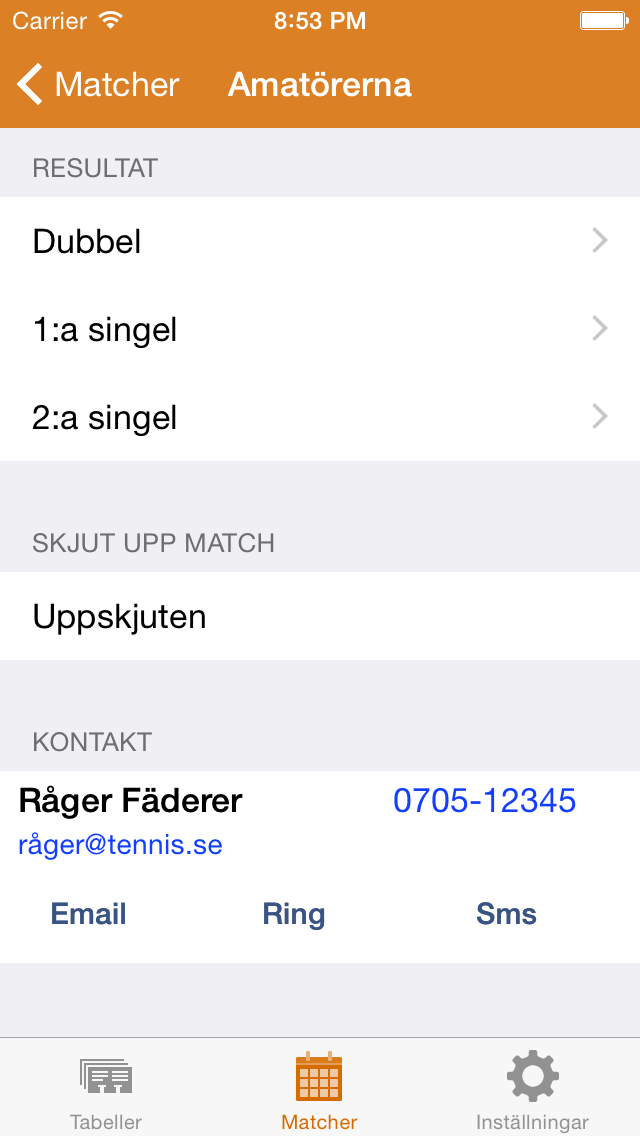 Carrier 8:53 PM
Matcher Amatörerna
RESULTAT
Dubbel
1:a singel
2:a singel
SKJUT UPP MATCH
Uppskjuten
KONTAKT
Råger Fäderer 0705-12345
råger@tennis.se
Email Ring Sms
Tabeller Matcher Inställningar